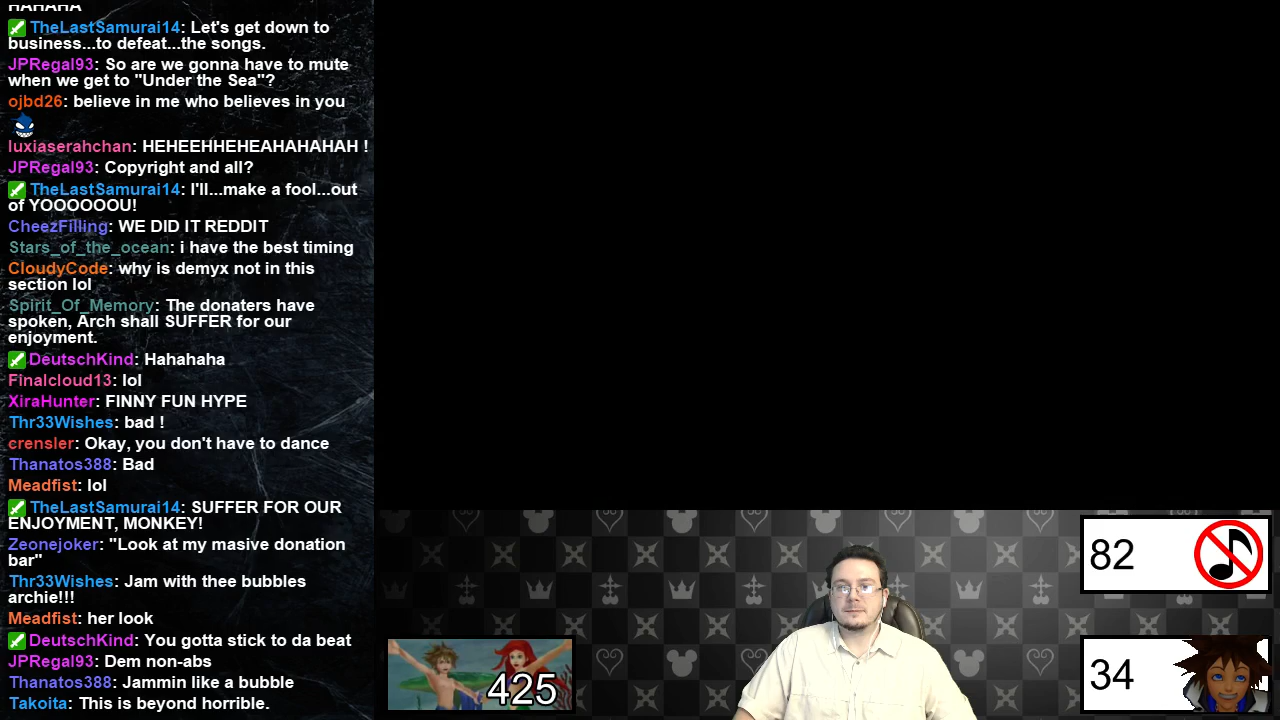 HAHAHA
TheLastSamurai14: Let's get down to
business...to defeat...the songs.
JPRegal93: So are we gonna have to mute
when we get to "Under the Sea"?
ojbd26: believe in me who believes in you
luxiaserahchan: HEHEEHHEHEAHAHAHAH !
JPRegal93: Copyright and all?
TheLastSamurai14: I'll...make a fool...out
of YOOOOOOU!
CheezFilling: WE DID IT REDDIT
Stars_of_the_ocean: i have the best timing
CloudyCode: why is demyx not in this
section lol
Spirit_Of_Memory: The donaters have
spoken, Arch shall SUFFER for our
enjoyment.
DeutschKind: Hahahaha
Finalcloud13: lol
XiraHunter: FINNY FUN HYPE
Thr33Wishes: bad !
crensler: Okay, you don't have to dance
Thanatos388: Bad
Meadfist: lol
TheLastSamurai14: SUFFER FOR OUR
ENJOYMENT, MONKEY!
Zeonejoker: "Look at my masive donation
bar"
Thr33Wishes: Jam with thee bubbles
archie!!!
Meadfist: her look
DeutschKind: You gotta stick to da beat
JPRegal93: Dem non-abs
Thanatos388: Jammin like a bubble
Takoita: This is beyond horrible.
82
425
34